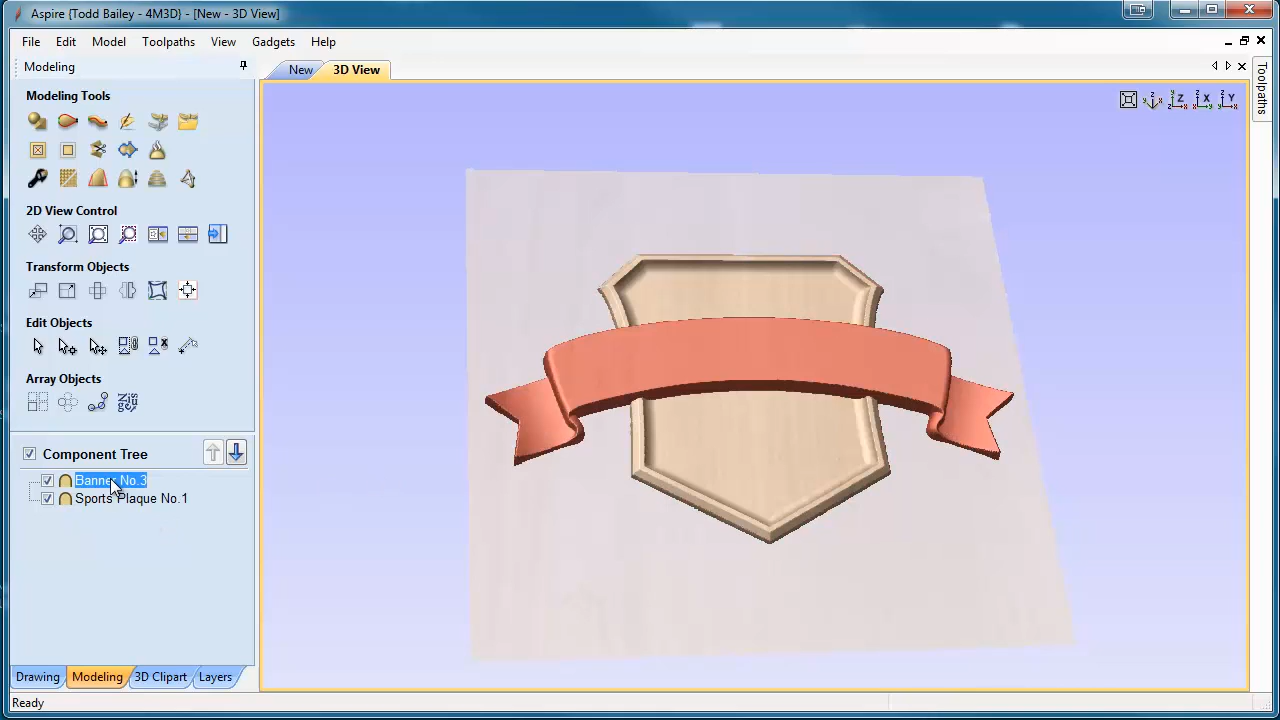 Aspire {Todd Bailey - 4M3D} - [New - 3D View]
File Edit Model Toolpaths View Gadgets Help
Modeling
New 3D View
Toolpaths
Modeling Tools
Z X Y
2D View Control
Transform Objects
Edit Objects
Array Objects
Component Tree
Banner No.3
Sports Plaque No.1
Drawing Modeling 3D Clipart Layers
Ready